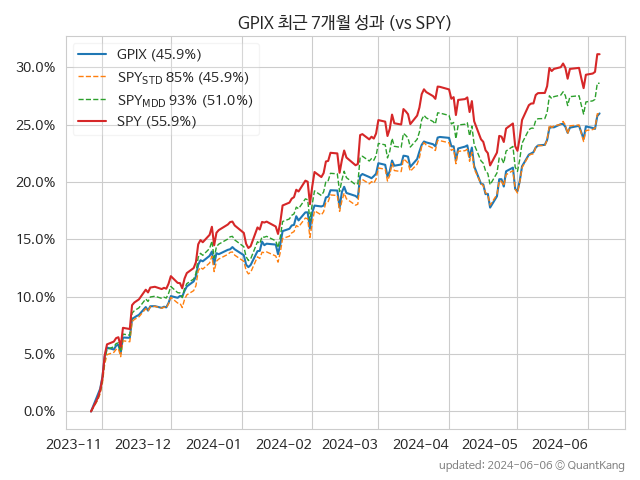 GPIX 최근 7개월 성과 (vs SPY)
GPIX (45.9%)
SPYSTD 85% (45.9%)
SPYMDD 93% (51.0%)
SPY (55.9%)
30.0%
25.0%
20.0%
15.0%
10.0%
5.0%
0.0%
2023-11 2023-12 2024-01 2024-02 2024-03 2024-04 2024-05 2024-06
updated: 2024-06-06 © QuantKang